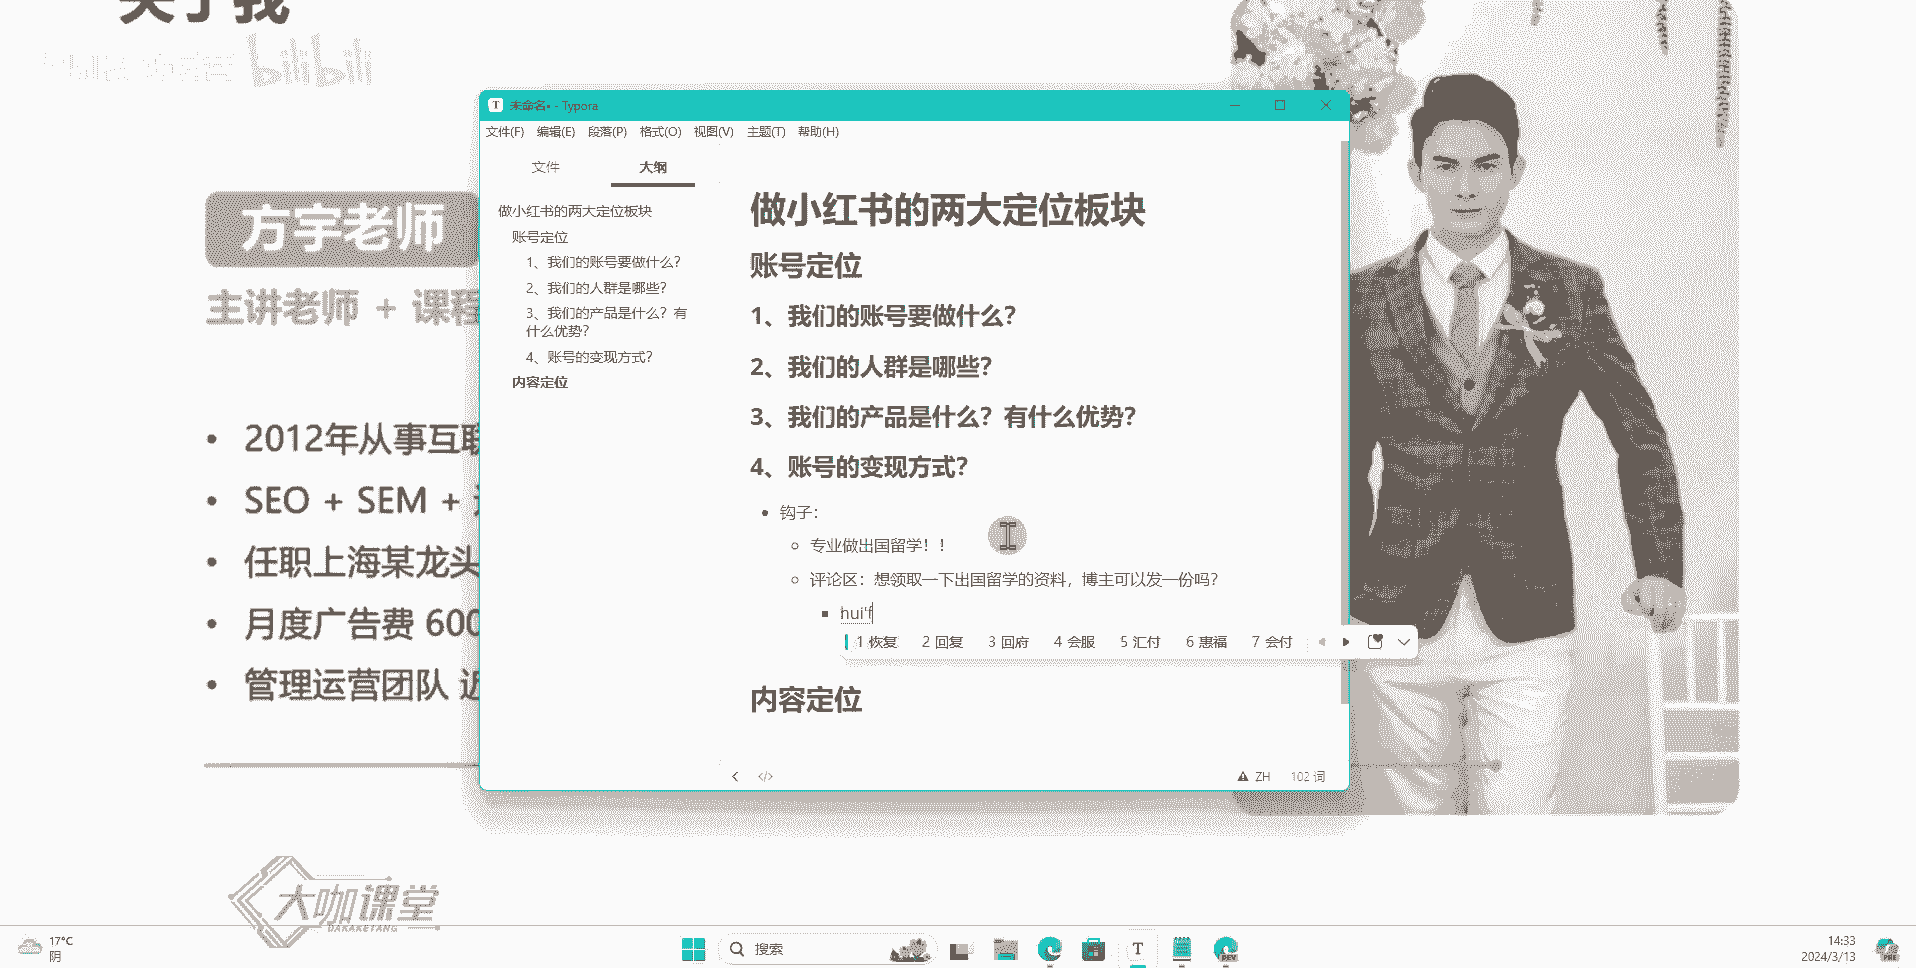 关于我
bilibili
方宇老师
主讲老师 + 课程
2012年从事互联
SEO + SEM +
任职上海某龙头
月度广告费 600
管理运营团队 近
大咖课堂
DAKAKETANG
未命名• - Typora
文件(F) 编辑(E) 段落(P) 格式(O) 视图(V) 主题(T) 帮助(H)
文件 大纲
做小红书的两大定位板块
账号定位
1、我们的账号要做什么？
2、我们的人群是哪些？
3、我们的产品是什么？有
什么优势？
4、账号的变现方式？
内容定位
做小红书的两大定位板块
账号定位
1、我们的账号要做什么？
2、我们的人群是哪些？
3、我们的产品是什么？有什么优势？
4、账号的变现方式？
钩子：
专业做出国留学！！
评论区：想领取一下出国留学的资料，博主可以发一份吗？
hui'f
1 恢复 2 回复 3 回府 4 会服 5 汇付 6 惠福 7 会付
内容定位
ZH 102 词
17°C
阴
搜索
T
DEV
14:33
2024/3/13
PRE